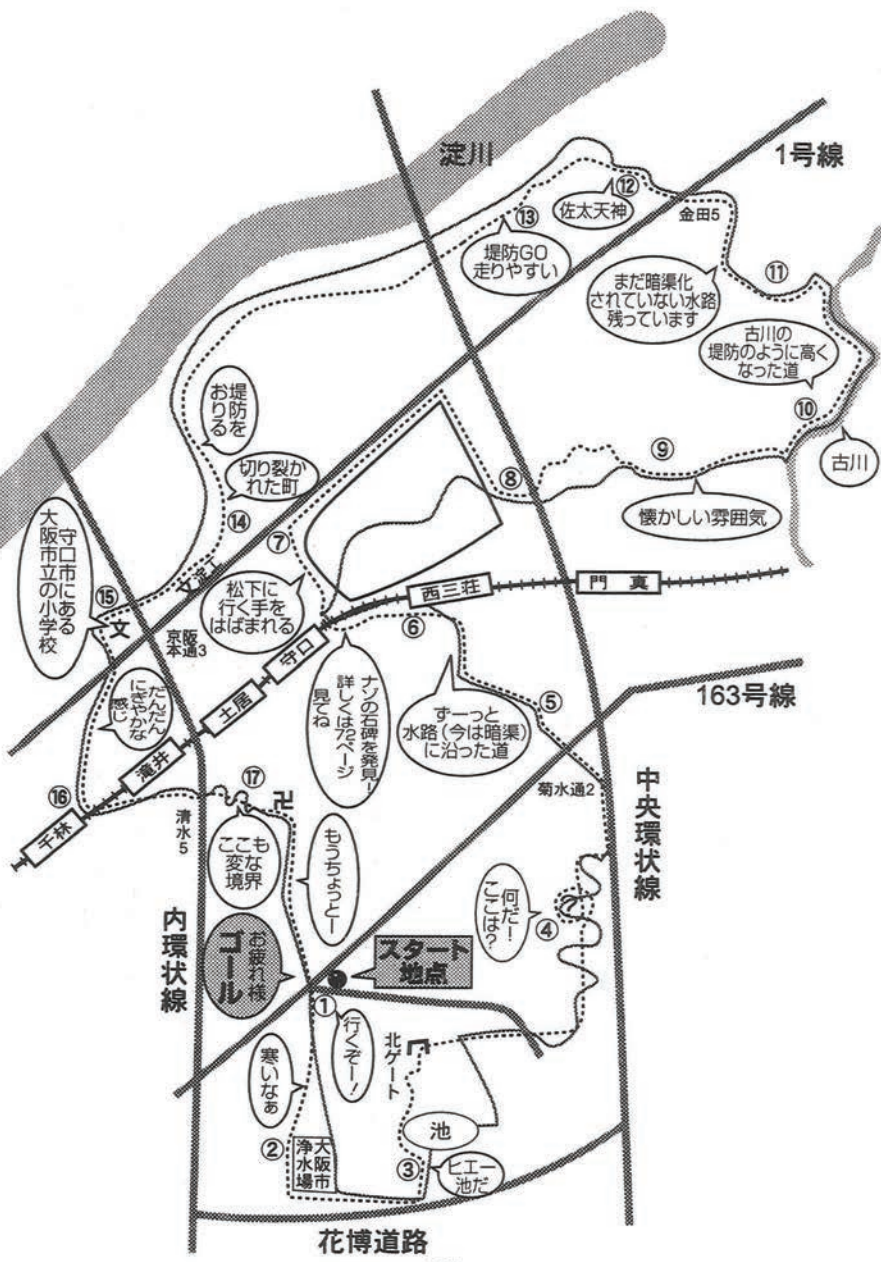 淀川
1号線
⑫
佐太天神
金田5
⑬
堤防GO
走りやすい
⑪
まだ暗渠化
されていない水路
残っています
古川の
堤防のように高く
なった道
⑩
古川
⑨
懐かしい雰囲気
⑧
堤防を
おりる
切り裂か
れた町
⑭
⑦
松下に
行く手を
はばまれる
守口市にある
大阪市立の小学校
⑮
文
京阪
本通3
門真
西三荘
守口
土居
滝井
千林
⑥
ナゾの石碑を発見!
詳しくは72ページ
見てね
ずーっと
水路(今は暗渠)
に沿った道
⑤
163号線
菊水通2
中央環状線
だんだん
にぎやかな
感じ
⑯
清水5
⑰
卍
ここも
変な
境界
もうちょっとー
何だー!
ここは?
④
内環状線
お疲れ様
ゴール
スタート
地点
①
行くぞー!
北ゲート
寒いなぁ
②
大阪市
浄水場
池
③
ヒエー
池だ
花博道路